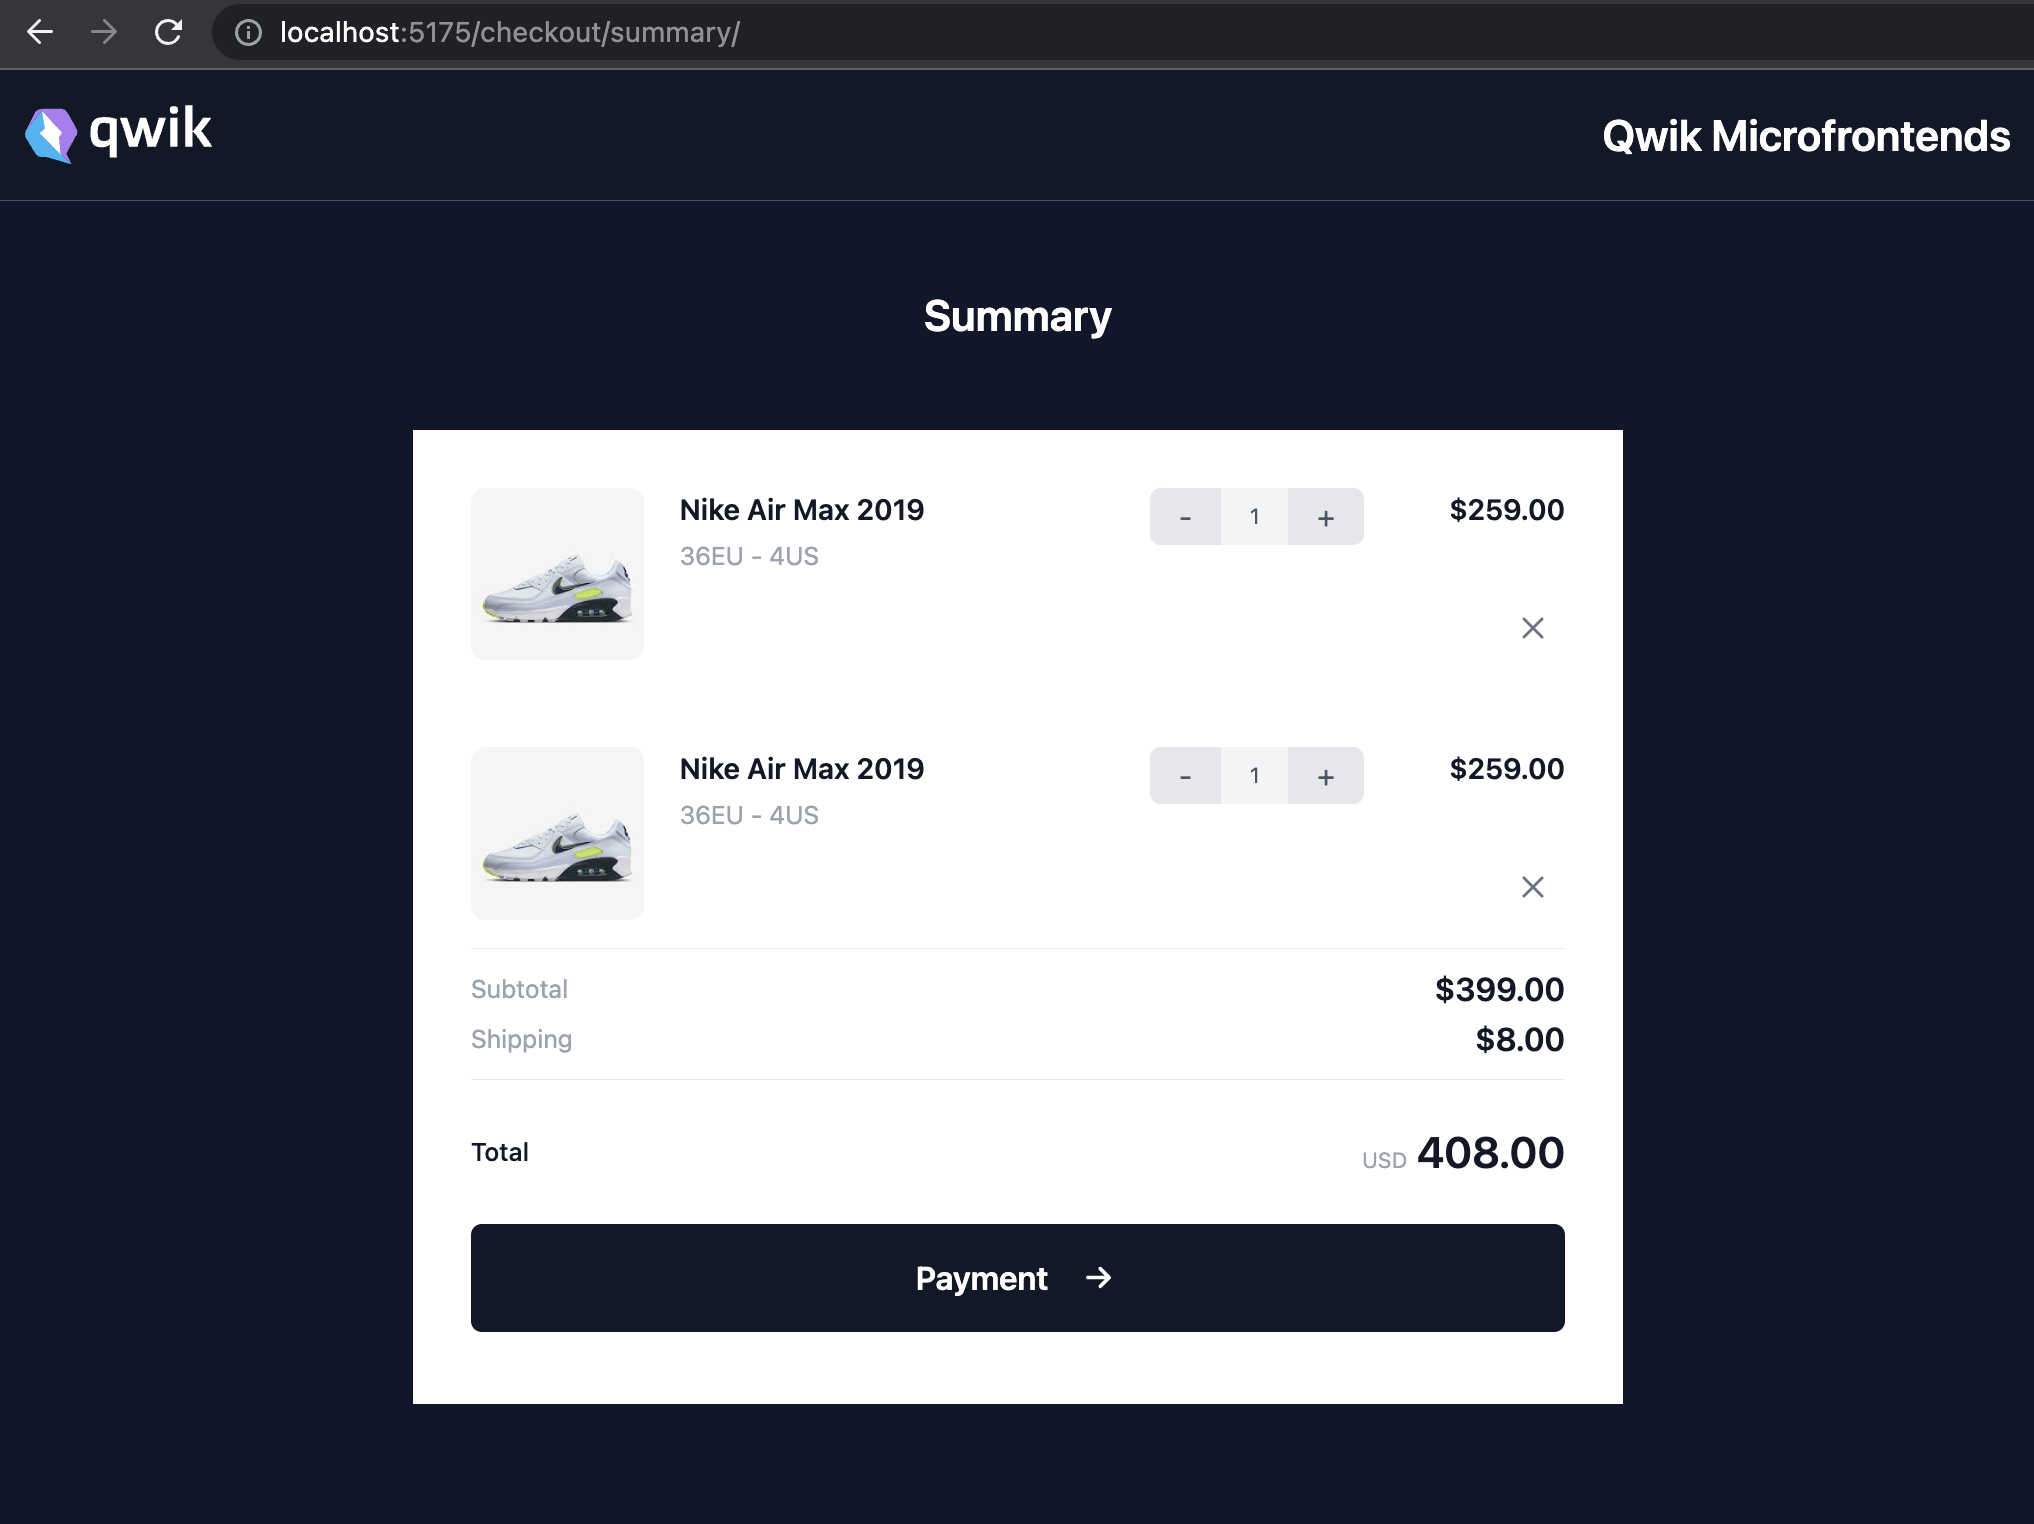 localhost:5175/checkout/summary/
qwik
Qwik Microfrontends
Summary
Nike Air Max 2019
36EU - 4US
- 1 +
$259.00
Nike Air Max 2019
36EU - 4US
- 1 +
$259.00
Subtotal $399.00
Shipping $8.00
Total USD 408.00
Payment →